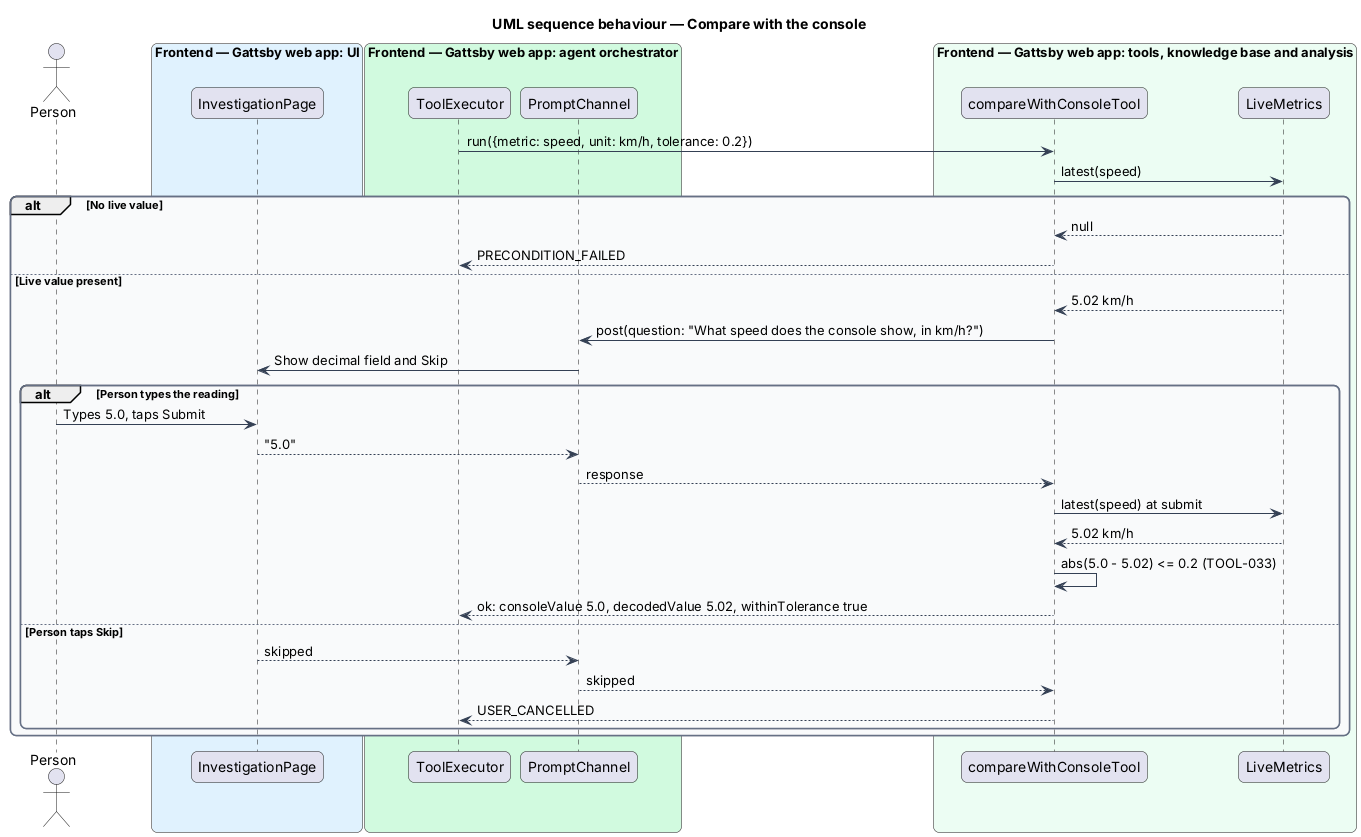 UML sequence behaviour — Compare with the console
Frontend — Gattsby web app: UI
Frontend — Gattsby web app: agent orchestrator
Frontend — Gattsby web app: tools, knowledge base and analysis
Person
InvestigationPage
ToolExecutor
PromptChannel
compareWithConsoleTool
LiveMetrics
run({metric: speed, unit: km/h, tolerance: 0.2})
latest(speed)
alt
[No live value]
null
PRECONDITION_FAILED
[Live value present]
5.02 km/h
post(question: "What speed does the console show, in km/h?")
Show decimal field and Skip
alt
[Person types the reading]
Types 5.0, taps Submit
"5.0"
response
latest(speed) at submit
5.02 km/h
abs(5.0 - 5.02) <= 0.2 (TOOL-033)
ok: consoleValue 5.0, decodedValue 5.02, withinTolerance true
[Person taps Skip]
skipped
skipped
USER_CANCELLED
Person
InvestigationPage
ToolExecutor
PromptChannel
compareWithConsoleTool
LiveMetrics